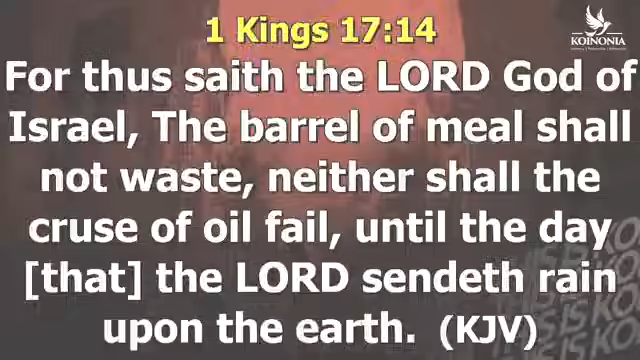 1 Kings 17:14
KOINONIA
For thus saith the LORD God of
Israel, The barrel of meal shall
not waste, neither shall the
cruse of oil fail, until the day
[that] the LORD sendeth rain
upon the earth. (KJV)